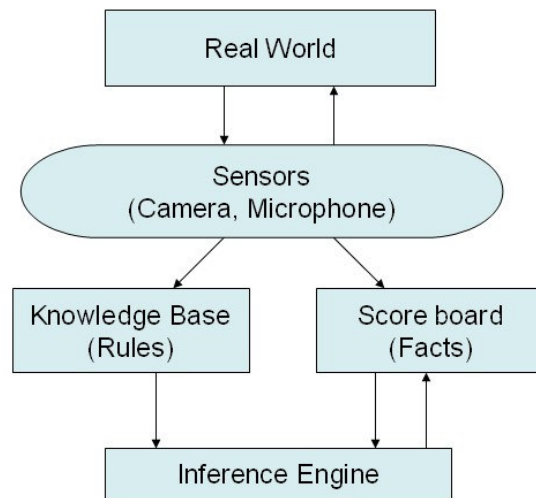 Real World
Sensors
(Camera, Microphone)
Knowledge Base
(Rules)
Score board
(Facts)
Inference Engine